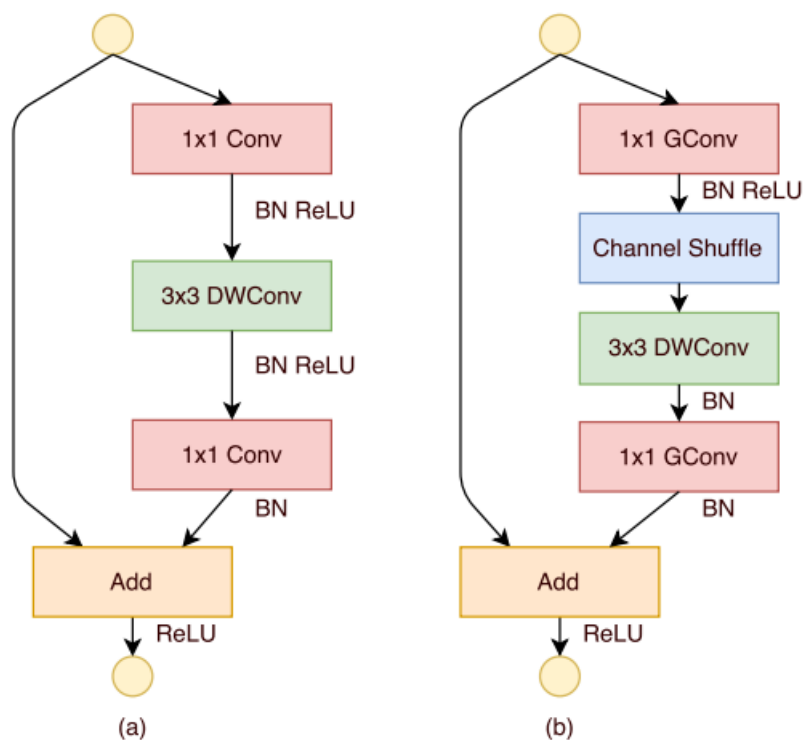 1x1 Conv
BN ReLU
3x3 DWConv
BN ReLU
1x1 Conv
BN
Add
ReLU
(a)
1x1 GConv
BN ReLU
Channel Shuffle
3x3 DWConv
BN
1x1 GConv
BN
Add
ReLU
(b)